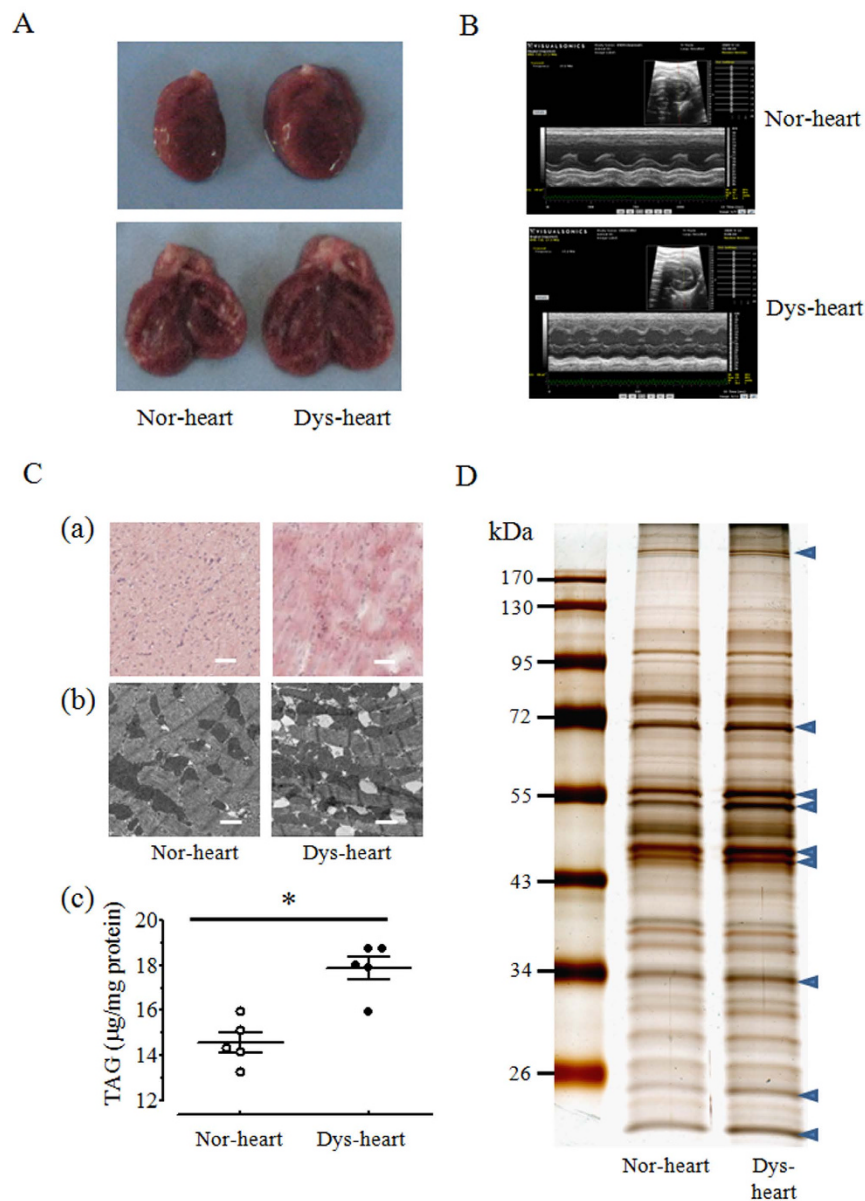 A
Nor-heart Dys-heart
B
VISUALSONICS
Nor-heart
VISUALSONICS
Dys-heart
C
(a)
(b)
Nor-heart Dys-heart
(c)
*
TAG (µg/mg protein)
20
18
16
14
12
Nor-heart Dys-heart
D
kDa
170
130
95
72
55
43
34
26
Nor-heart Dys-
heart